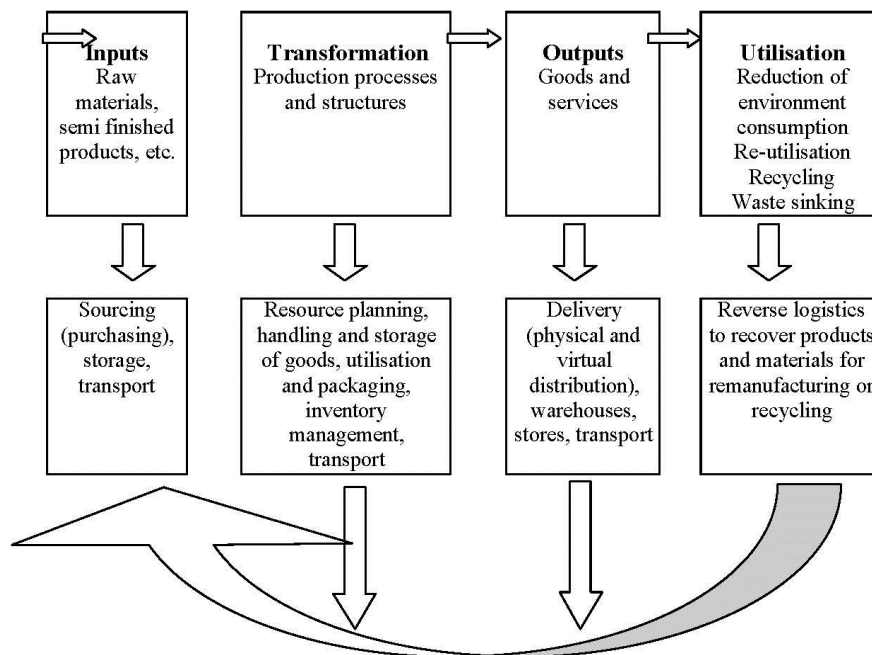 Inputs
Raw
materials,
semi finished
products, etc.
Transformation
Production processes
and structures
Outputs
Goods and
services
Utilisation
Reduction of
environment
consumption
Re-utilisation
Recycling
Waste sinking
Sourcing
(purchasing),
storage,
transport
Resource planning,
handling and storage
of goods, utilisation
and packaging,
inventory
management,
transport
Delivery
(physical and
virtual
distribution),
warehouses,
stores, transport
Reverse logistics
to recover products
and materials for
remanufacturing or
recycling